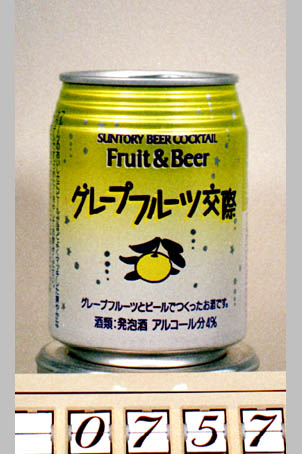 SUNTORY BEER COCKTAIL
Fruit & Beer
グレープフルーツ交際
グレープフルーツとビールでつくったお酒です。
酒類:発泡酒 アルコール分4%
0757